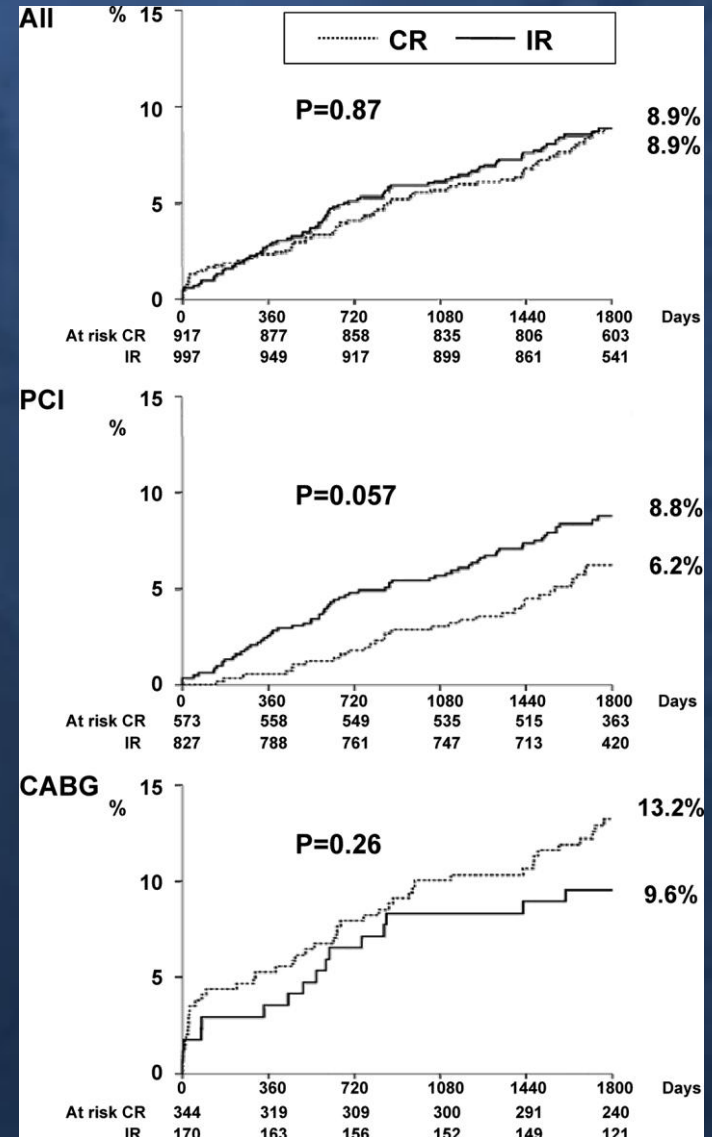 All
%
15
CR IR
10
P=0.87
8.9%
8.9%
5
0
0 360 720 1080 1440 1800 Days
At risk CR 917 877 858 835 806 603
IR 997 949 917 899 861 541
PCI
15
%
10
P=0.057
8.8%
6.2%
5
0
0 360 720 1080 1440 1800 Days
At risk CR 573 558 549 535 515 363
IR 827 788 761 747 713 420
CABG
15
%
13.2%
P=0.26
10
9.6%
5
0
0 360 720 1080 1440 1800 Days
At risk CR 344 319 309 300 291 240
IR 170 163 156 152 149 121